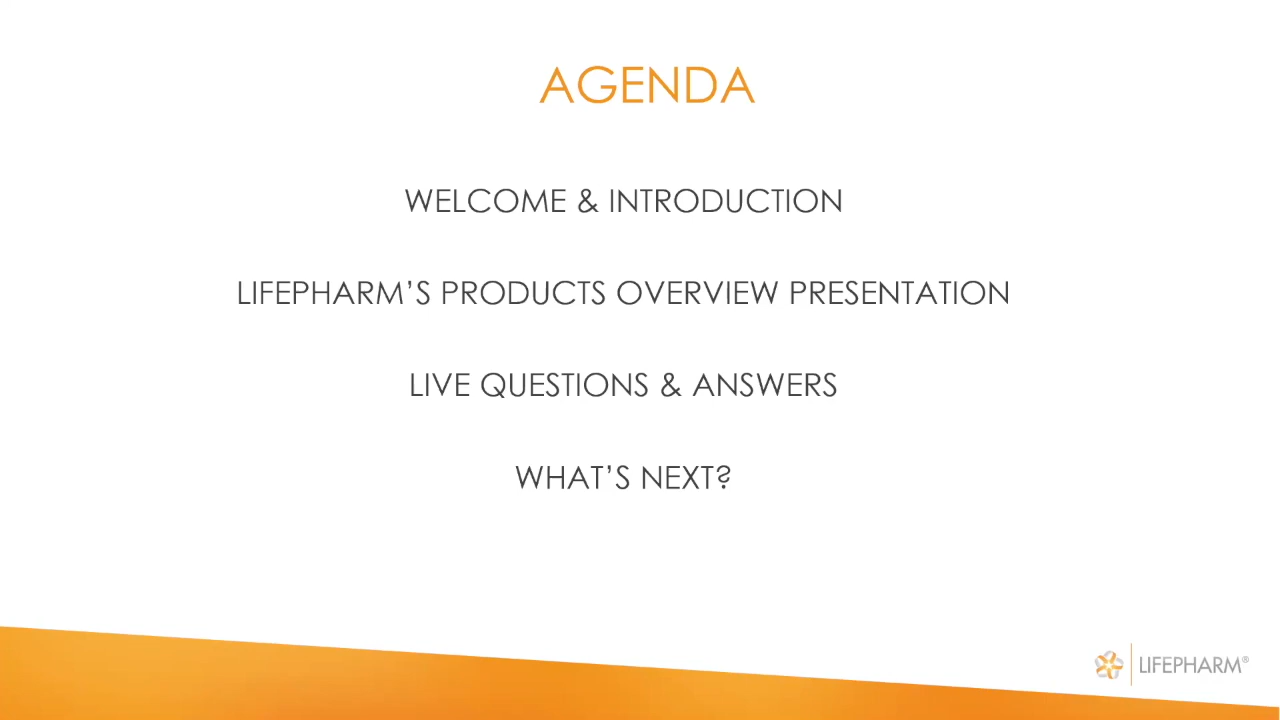 AGENDA
WELCOME & INTRODUCTION
LIFEPHARM’S PRODUCTS OVERVIEW PRESENTATION
LIVE QUESTIONS & ANSWERS
WHAT’S NEXT?
LIFEPHARM®